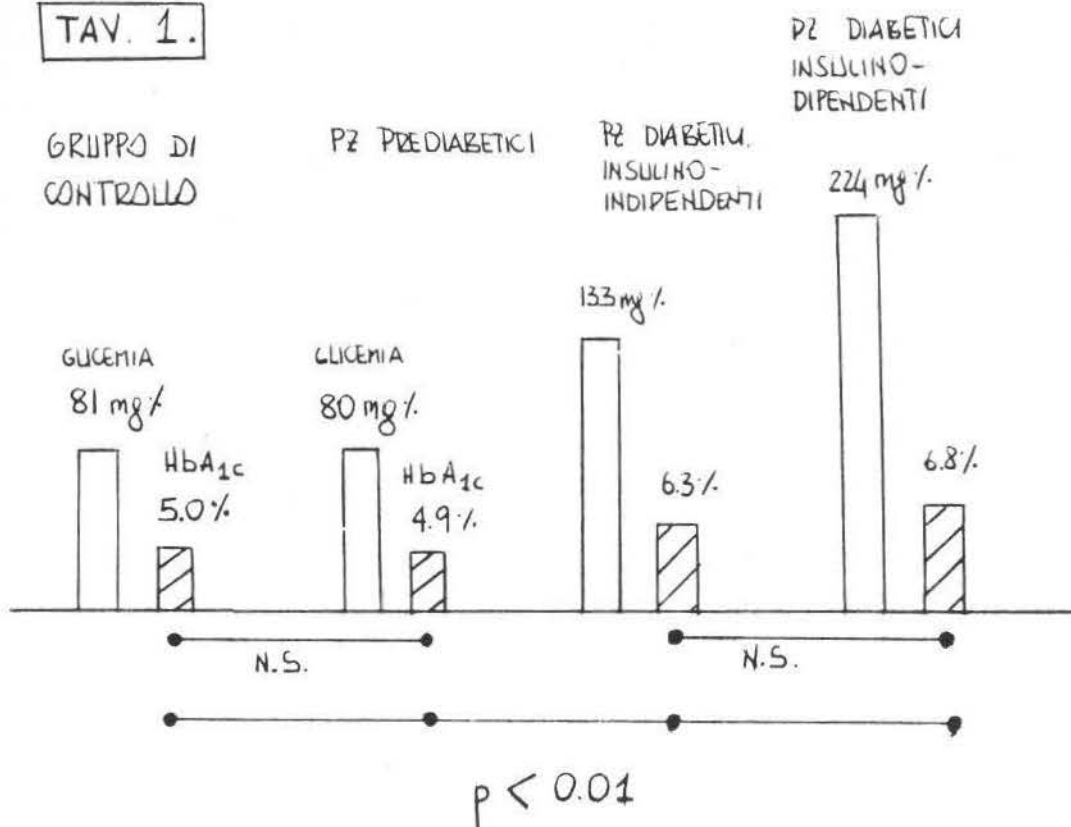 TAV. 1.
GRUPPO DI
CONTROLLO
PZ PREDIABETICI
PZ DIABETICI
INSULINO-
INDIPENDENTI
PZ DIABETICI
INSULINO-
DIPENDENTI
GLICEMIA
81 mg%
HbA1c
5.0%
GLICEMIA
80 mg%
HbA1c
4.9%
133 mg%
6.3%
224 mg%
6.8%
N.S.
N.S.
p < 0.01